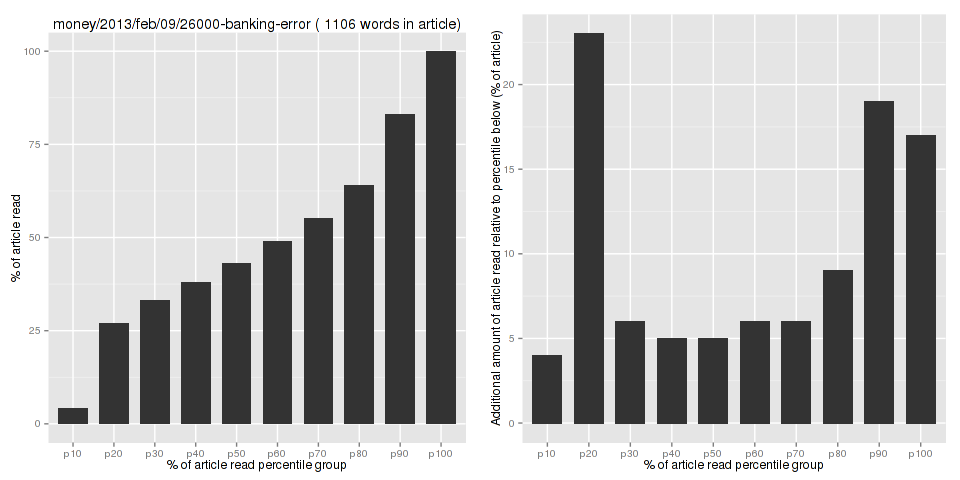 money/2013/feb/09/26000-banking-error ( 1106 words in article)
% of article read
100
75
50
25
0
p10 p20 p30 p40 p50 p60 p70 p80 p90 p100
% of article read percentile group
Additional amount of article read relative to percentile below (% of article)
20
15
10
5
0
p10 p20 p30 p40 p50 p60 p70 p80 p90 p100
% of article read percentile group